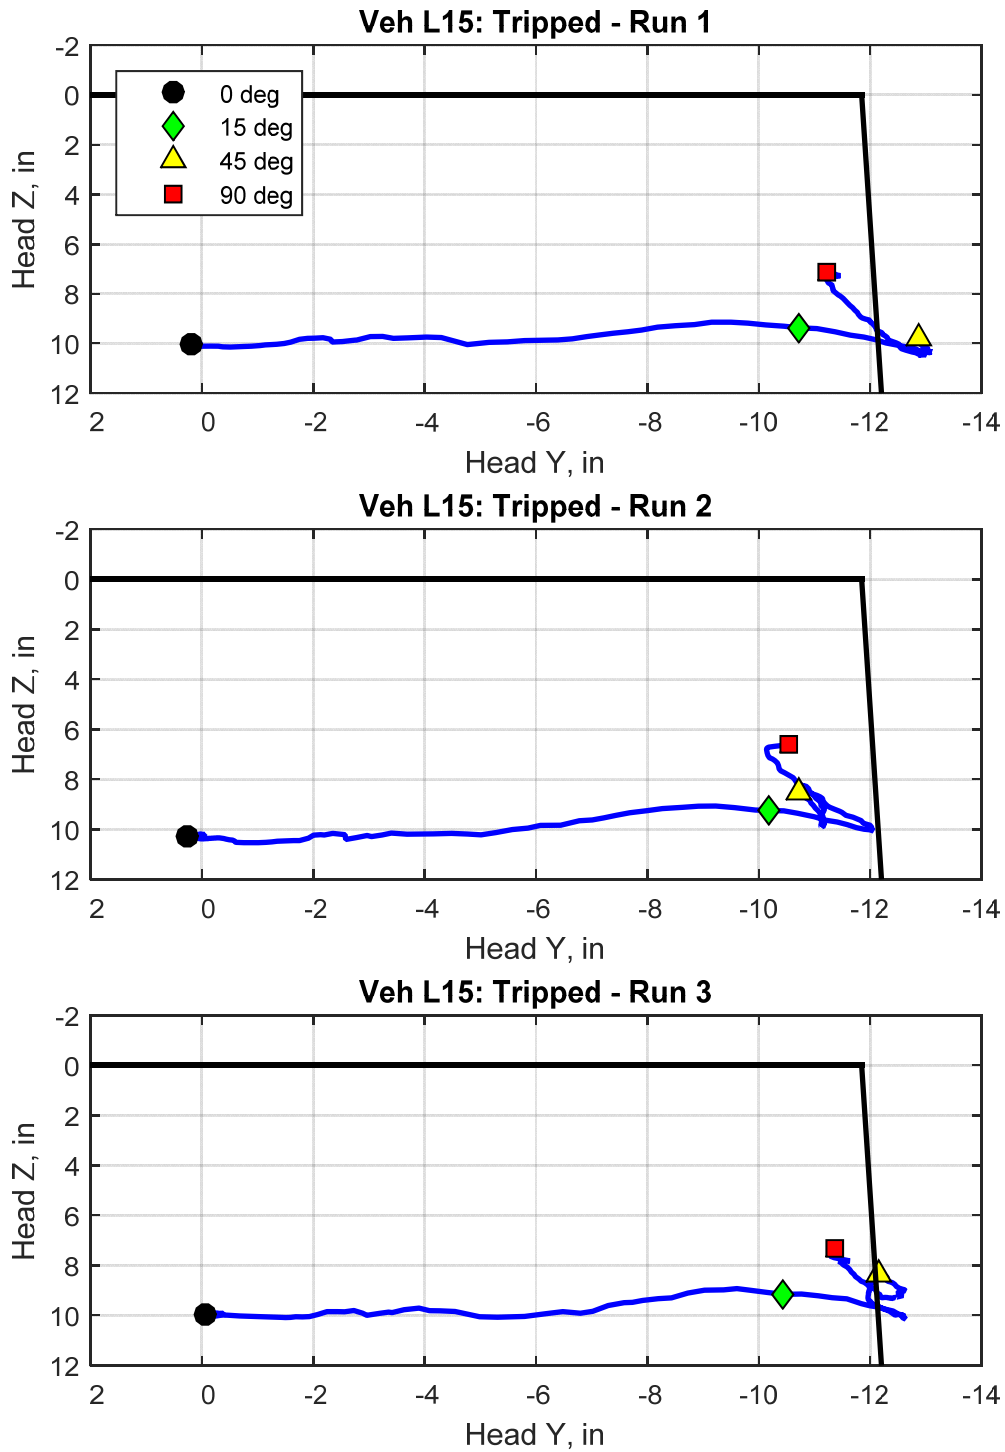 Veh L15: Tripped - Run 1
-2
0
2
4
6
8
10
12
Head Z, in
0 deg
15 deg
45 deg
90 deg
2 0 -2 -4 -6 -8 -10 -12 -14
Head Y, in
Veh L15: Tripped - Run 2
-2
0
2
4
6
8
10
12
Head Z, in
2 0 -2 -4 -6 -8 -10 -12 -14
Head Y, in
Veh L15: Tripped - Run 3
-2
0
2
4
6
8
10
12
Head Z, in
2 0 -2 -4 -6 -8 -10 -12 -14
Head Y, in